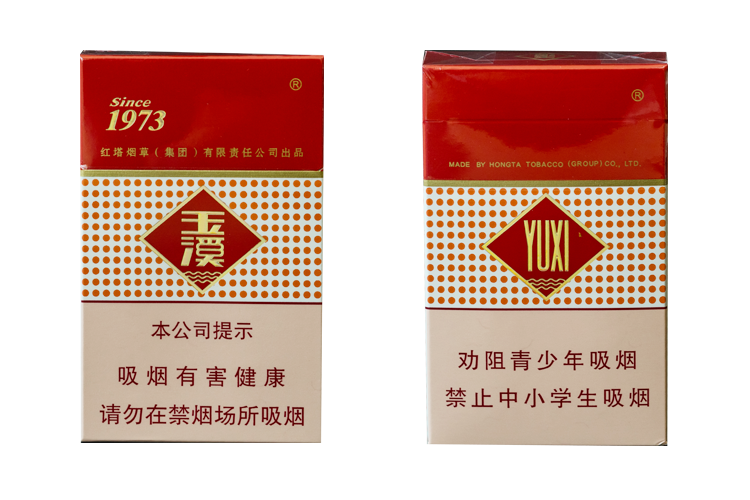 Since
1973
®
红塔烟草（集团）有限责任公司出品
玉溪
本公司提示
吸烟有害健康
请勿在禁烟场所吸烟
®
MADE BY HONGTA TOBACCO (GROUP) CO., LTD.
YUXI
劝阻青少年吸烟
禁止中小学生吸烟